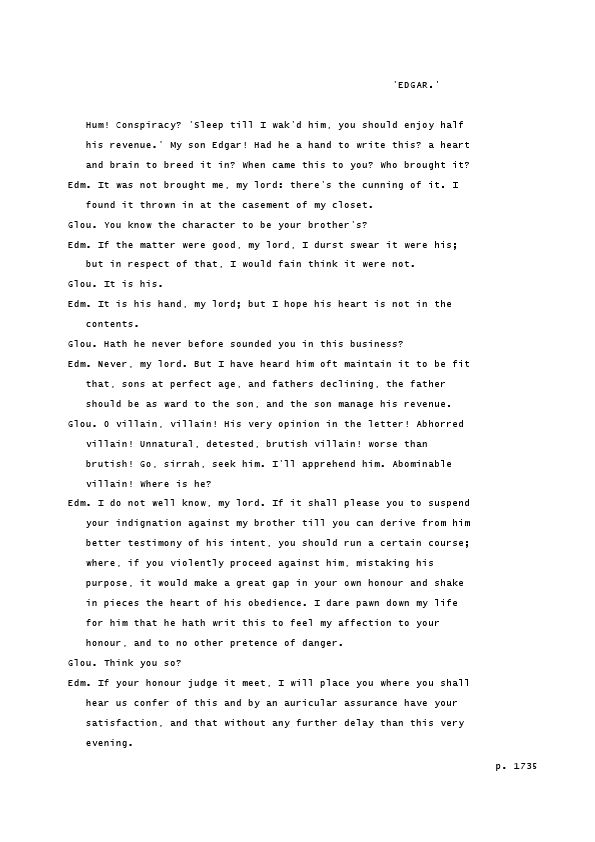 'EDGAR.'
Hum! Conspiracy? 'Sleep till I wak'd him, you should enjoy half
his revenue.' My son Edgar! Had he a hand to write this? a heart
and brain to breed it in? When came this to you? Who brought it?
Edm. It was not brought me, my lord: there's the cunning of it. I
found it thrown in at the casement of my closet.
Glou. You know the character to be your brother's?
Edm. If the matter were good, my lord, I durst swear it were his;
but in respect of that, I would fain think it were not.
Glou. It is his.
Edm. It is his hand, my lord; but I hope his heart is not in the
contents.
Glou. Hath he never before sounded you in this business?
Edm. Never, my lord. But I have heard him oft maintain it to be fit
that, sons at perfect age, and fathers declining, the father
should be as ward to the son, and the son manage his revenue.
Glou. O villain, villain! His very opinion in the letter! Abhorred
villain! Unnatural, detested, brutish villain! worse than
brutish! Go, sirrah, seek him. I'll apprehend him. Abominable
villain! Where is he?
Edm. I do not well know, my lord. If it shall please you to suspend
your indignation against my brother till you can derive from him
better testimony of his intent, you should run a certain course;
where, if you violently proceed against him, mistaking his
purpose, it would make a great gap in your own honour and shake
in pieces the heart of his obedience. I dare pawn down my life
for him that he hath writ this to feel my affection to your
honour, and to no other pretence of danger.
Glou. Think you so?
Edm. If your honour judge it meet, I will place you where you shall
hear us confer of this and by an auricular assurance have your
satisfaction, and that without any further delay than this very
evening.
p. 1735